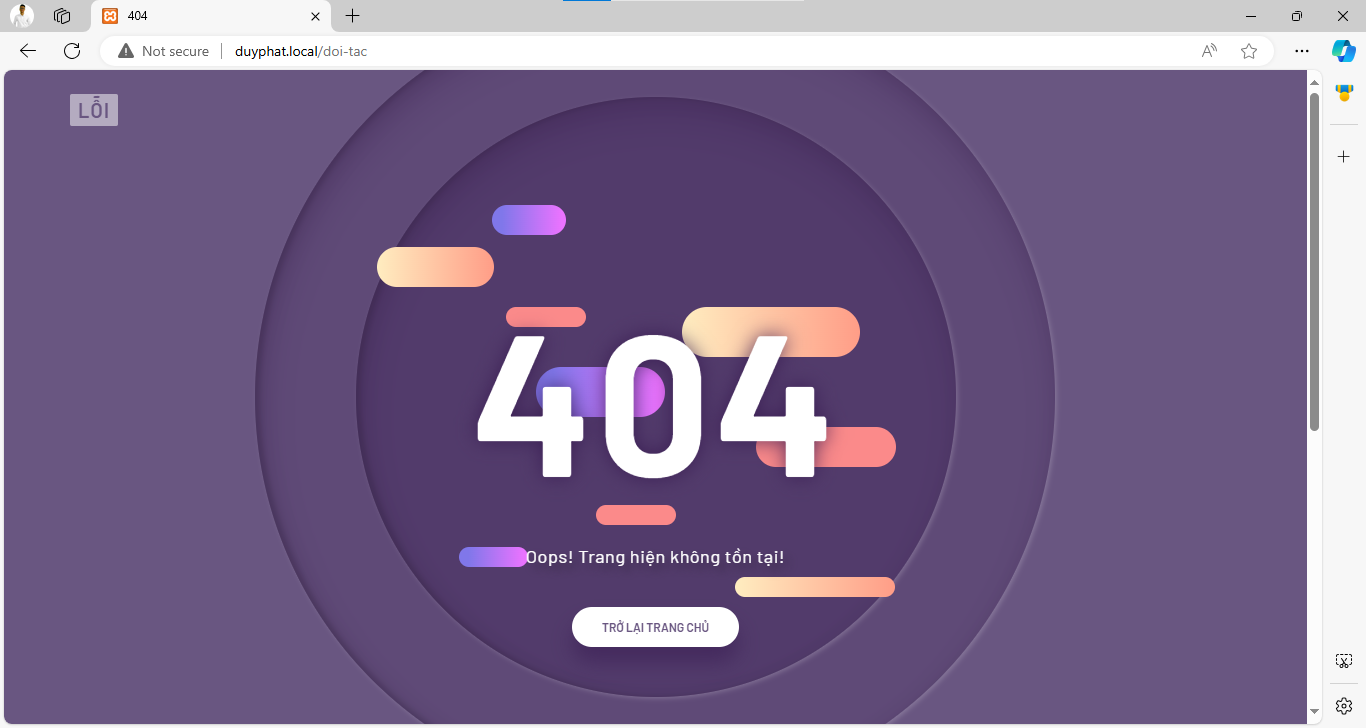 404
Not secure
duyphat.local/doi-tac
LỖI
404
Oops! Trang hiện không tồn tại!
TRỞ LẠI TRANG CHỦ